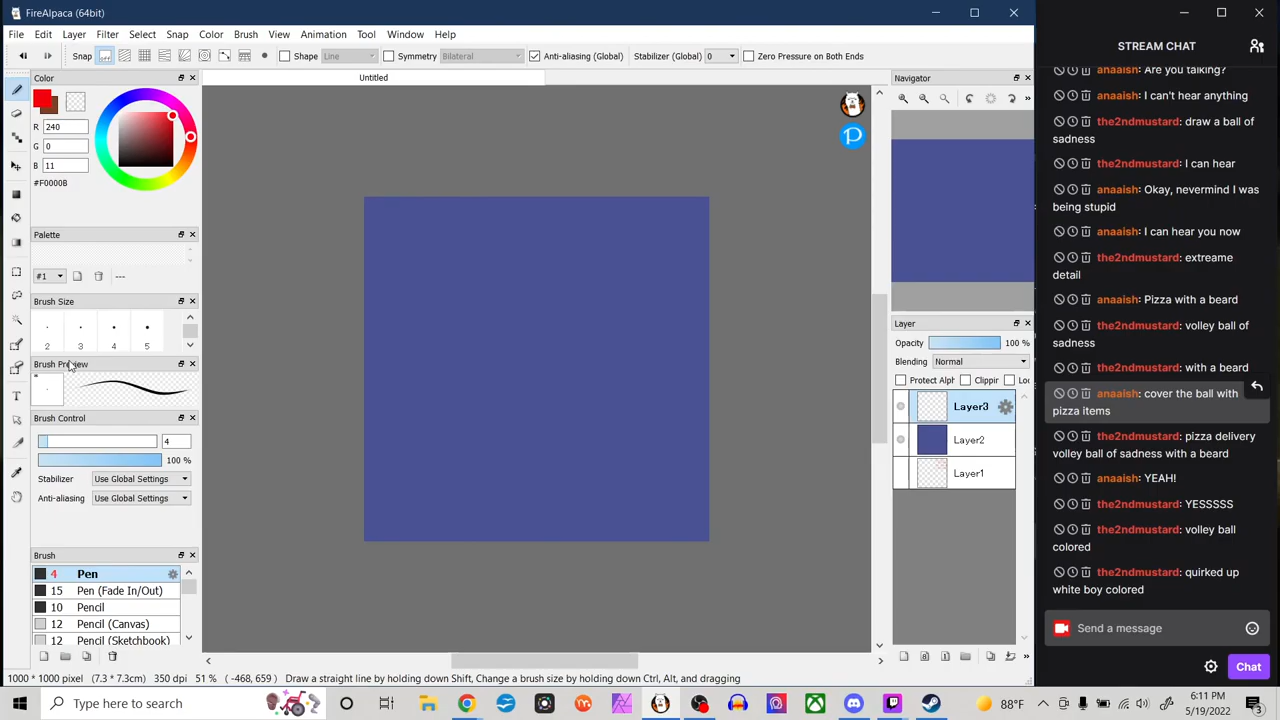 FireAlpaca (64bit)
File Edit Layer Filter Select Snap Color Brush View Animation Tool Window Help
Snap Shape Line Symmetry Bilateral Anti-aliasing (Global) Stabilizer (Global) 0 Zero Pressure on Both Ends
Color
Untitled
R 240
G 0
B 11
#F0000B
Palette
#1 ---
Brush Size
2 3 4 5
Brush Preview
Brush Control
4
100 %
Stabilizer Use Global Settings
Anti-aliasing Use Global Settings
Brush
4 Pen
15 Pen (Fade In/Out)
10 Pencil
12 Pencil (Canvas)
12 Pencil (Sketchbook)
Navigator
Layer
Opacity 100 %
Blending Normal
Protect Alph Clippin Loc
Layer3
Layer2
Layer1
1000 * 1000 pixel (7.3 * 7.3cm) 350 dpi 51 % (-468, 659) Draw a straight line by holding down Shift, Change a brush size by holding down Ctrl, Alt, and dragging
STREAM CHAT
anaaish: Are you talking?
anaaish: I can't hear anything
the2ndmustard: draw a ball of
sadness
the2ndmustard: I can hear
anaaish: Okay, nevermind I was
being stupid
anaaish: I can hear you now
the2ndmustard: extreame
detail
anaaish: Pizza with a beard
the2ndmustard: volley ball of
sadness
the2ndmustard: with a beard
anaaish: cover the ball with
pizza items
the2ndmustard: pizza delivery
volley ball of sadness with a beard
anaaish: YEAH!
the2ndmustard: YESSSSS
the2ndmustard: volley ball
colored
the2ndmustard: quirked up
white boy colored
Send a message
Chat
Type here to search
88°F
6:11 PM
5/19/2022
3